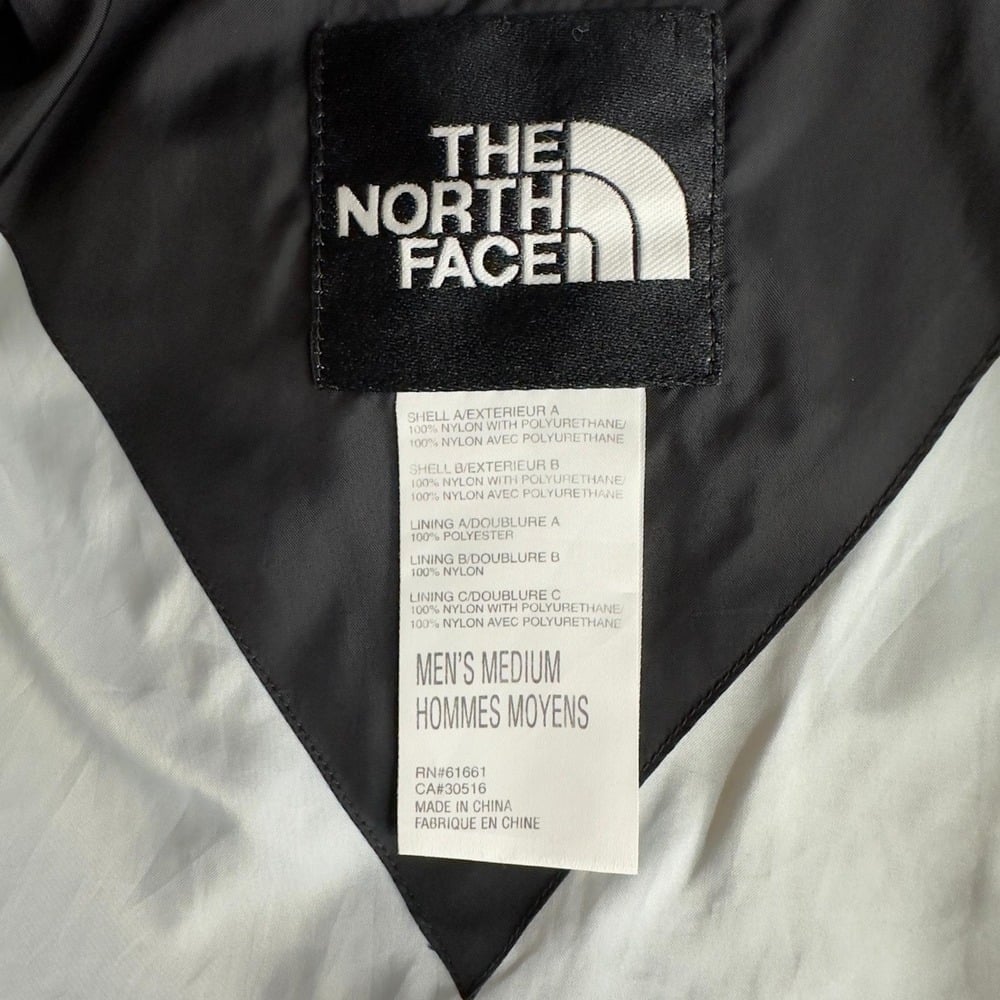 THE
NORTH
FACE
SHELL A/EXTERIEUR A
100% NYLON WITH POLYURETHANE/
100% NYLON AVEC POLYURETHANE
SHELL B/EXTERIEUR B
100% NYLON WITH POLYURETHANE/
100% NYLON AVEC POLYURETHANE
LINING A/DOUBLURE A
100% POLYESTER
LINING B/DOUBLURE B
100% NYLON
LINING C/DOUBLURE C
100% NYLON WITH POLYURETHANE/
100% NYLON AVEC POLYURETHANE
MEN'S MEDIUM
HOMMES MOYENS
RN#61661
CA#30516
MADE IN CHINA
FABRIQUE EN CHINE